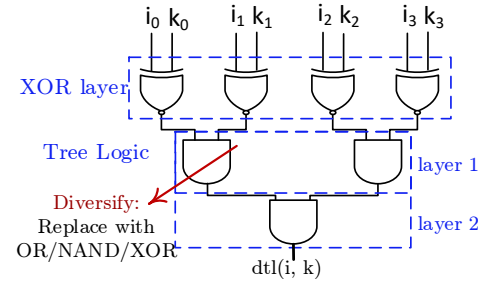 i0 k0 i1 k1 i2 k2 i3 k3
XOR layer
Tree Logic
layer 1
Diversify:
Replace with
OR/NAND/XOR
layer 2
dtl(i, k)